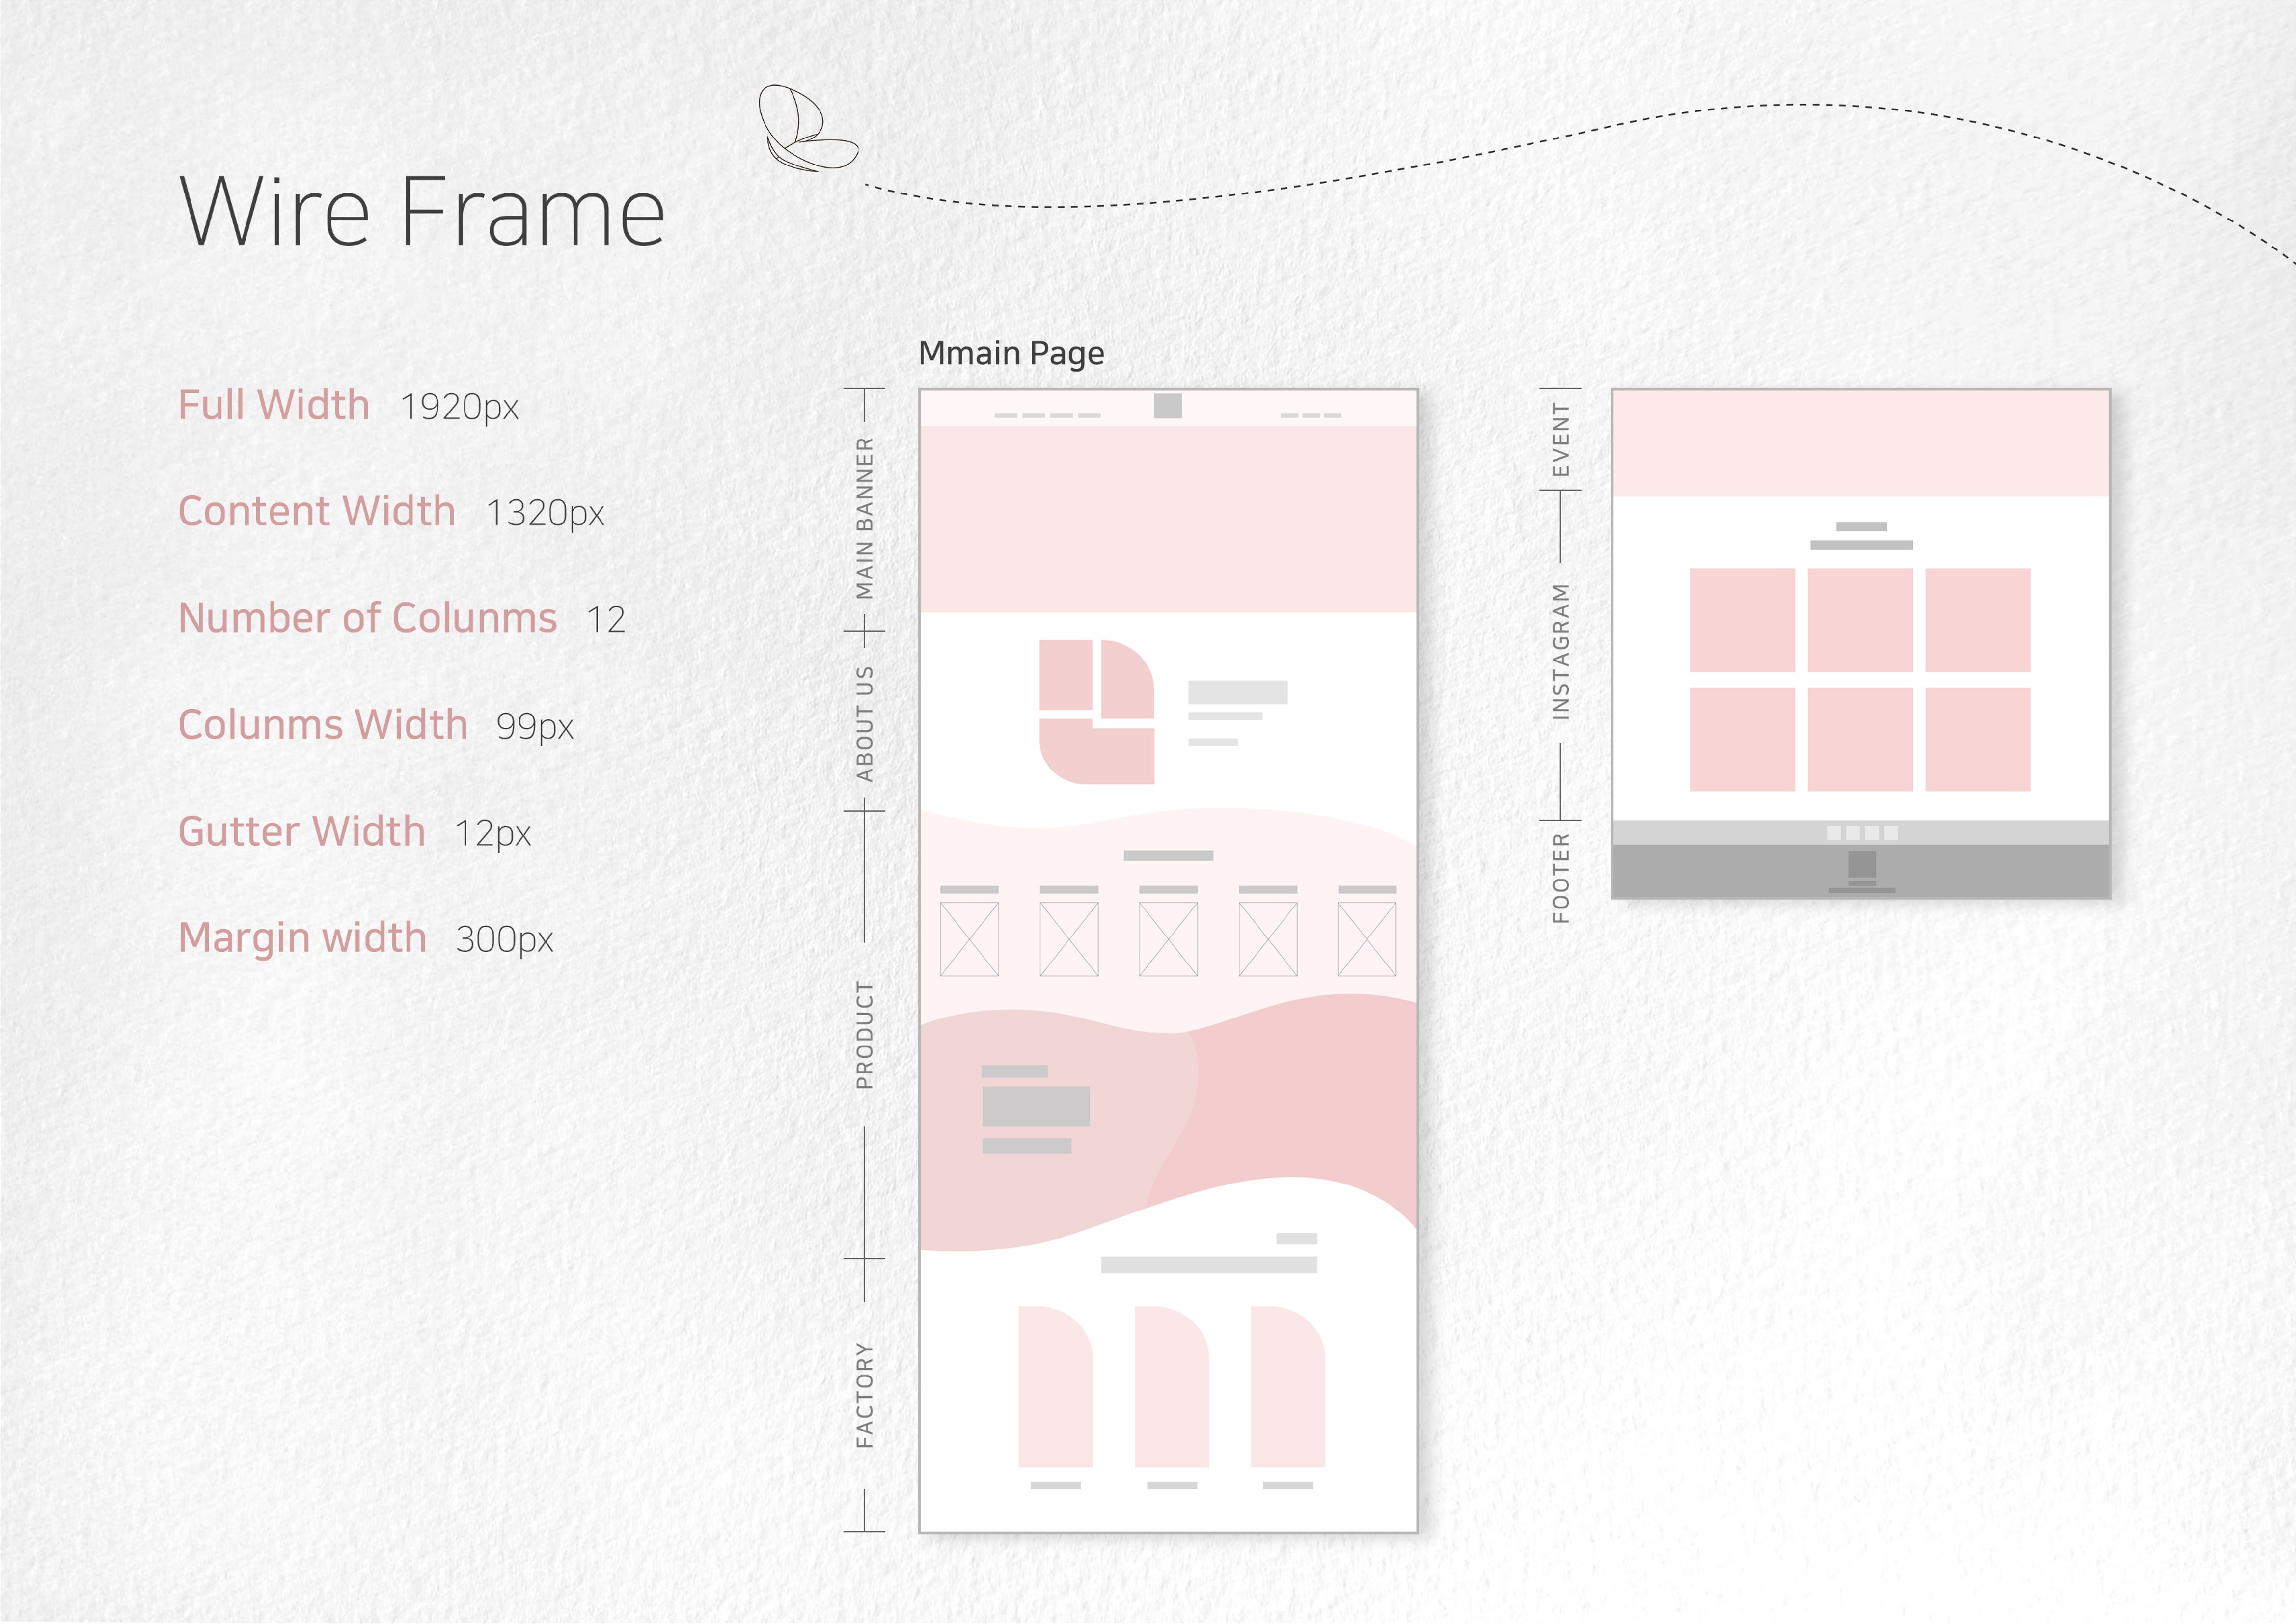 Wire Frame
Full Width 1920px
Content Width 1320px
Number of Colunms 12
Colunms Width 99px
Gutter Width 12px
Margin width 300px
Mmain Page
MAIN BANNER
ABOUT US
PRODUCT
FACTORY
EVENT
INSTAGRAM
FOOTER